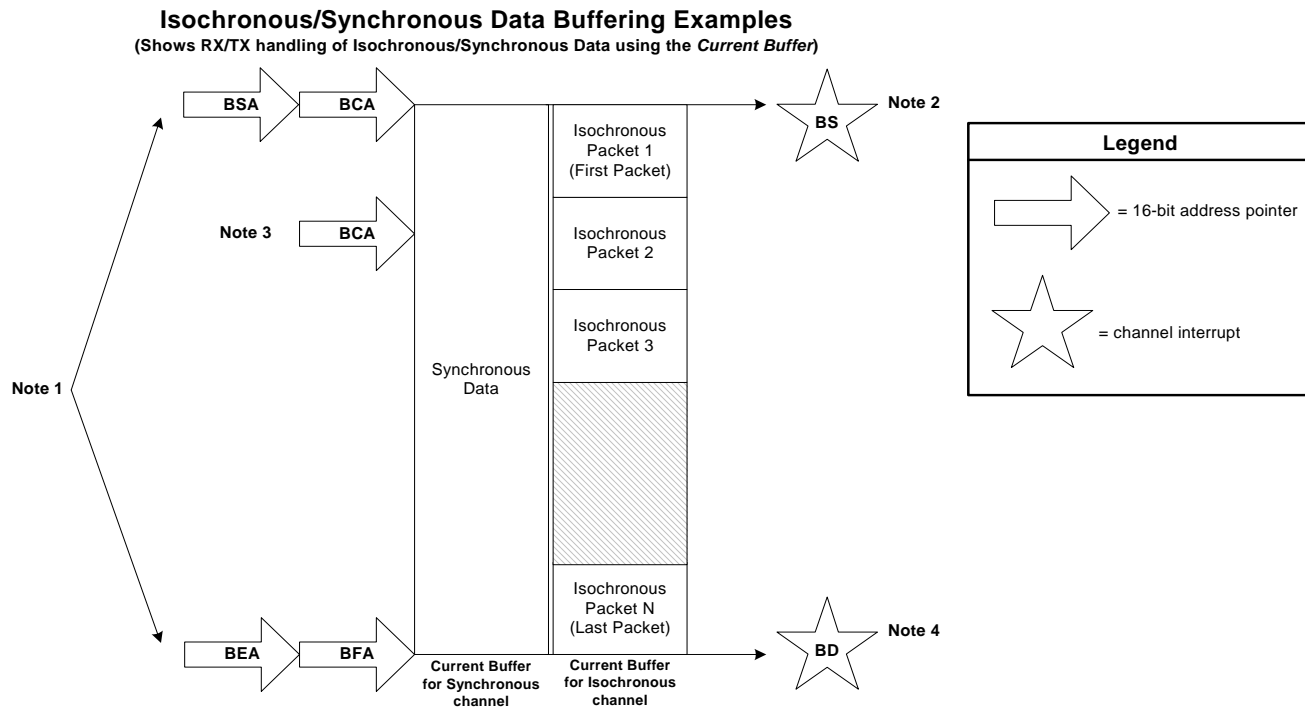 Isochronous/Synchronous Data Buffering Examples
(Shows RX/TX handling of Isochronous/Synchronous Data using the Current Buffer)
BSA
BCA
BS
Note 2
Isochronous
Packet 1
(First Packet)
Legend
= 16-bit address pointer
Note 3
BCA
Isochronous
Packet 2
Isochronous
Packet 3
= channel interrupt
Note 1
Synchronous
Data
Isochronous
Packet N
(Last Packet)
BEA
BFA
BD
Note 4
Current Buffer
for Synchronous
channel
Current Buffer
for Isochronous
channel